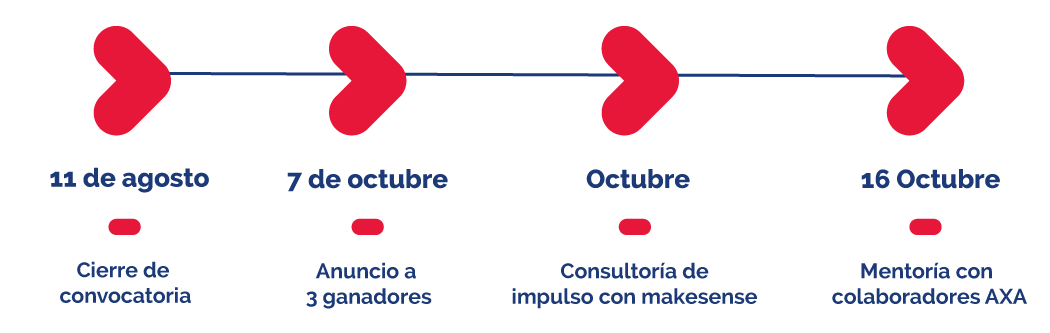 11 de agosto
Cierre de
convocatoria
7 de octubre
Anuncio a
3 ganadores
Octubre
Consultoría de
impulso con makesense
16 Octubre
Mentoría con
colaboradores AXA